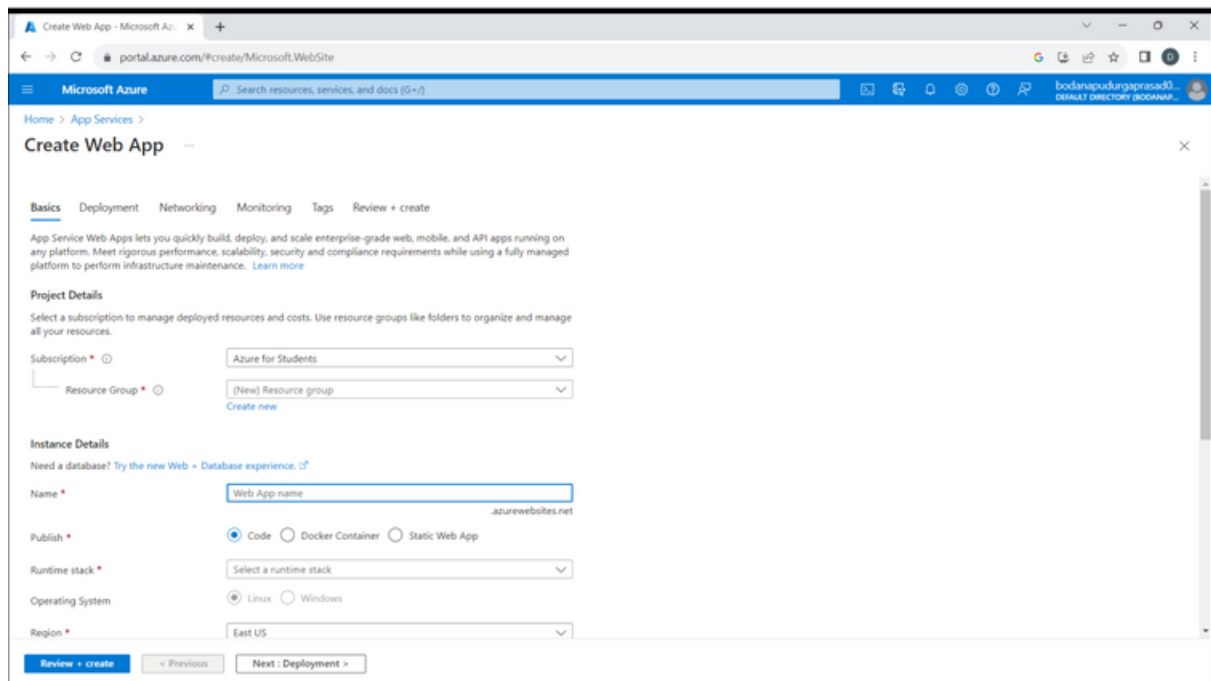 Create Web App - Microsoft Az
portal.azure.com/#create/Microsoft.WebSite
G
D
Microsoft Azure
Search resources, services, and docs (G+/)
bodanapudurgaprasad0...
DEFAULT DIRECTORY (BODANAP...
Home > App Services >
Create Web App ...
Basics Deployment Networking Monitoring Tags Review + create
App Service Web Apps lets you quickly build, deploy, and scale enterprise-grade web, mobile, and API apps running on
any platform. Meet rigorous performance, scalability, security and compliance requirements while using a fully managed
platform to perform infrastructure maintenance. Learn more
Project Details
Select a subscription to manage deployed resources and costs. Use resource groups like folders to organize and manage
all your resources.
Subscription * Azure for Students
Resource Group * (New) Resource group
Create new
Instance Details
Need a database? Try the new Web + Database experience.
Name * Web App name
.azurewebsites.net
Publish * Code Docker Container Static Web App
Runtime stack * Select a runtime stack
Operating System Linux Windows
Region * East US
Review + create < Previous Next : Deployment >